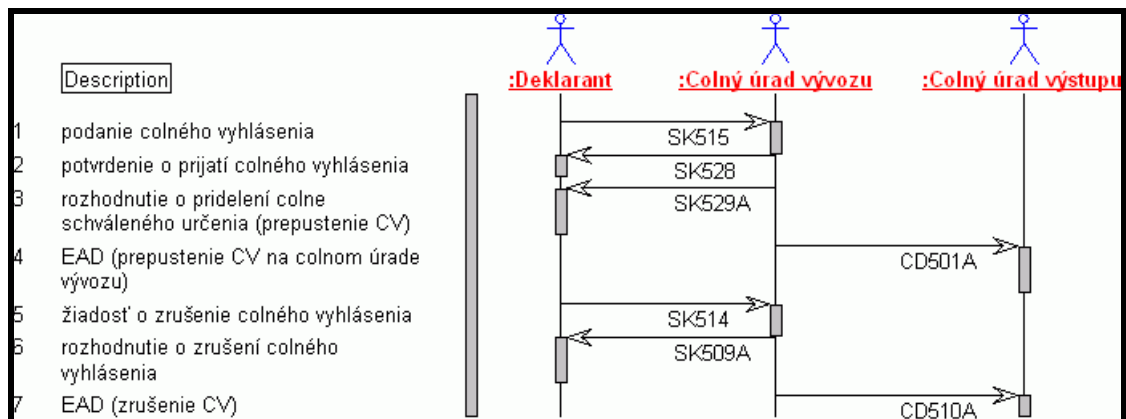 Description
:Deklarant :Colný úrad vývozu :Colný úrad výstupu
1 podanie colného vyhlásenia
SK515
2 potvrdenie o prijatí colného vyhlásenia
SK528
3 rozhodnutie o pridelení colne
schváleného určenia (prepustenie CV)
SK529A
4 EAD (prepustenie CV na colnom úrade
vývozu)
CD501A
5 žiadosť o zrušenie colného vyhlásenia
SK514
6 rozhodnutie o zrušení colného
vyhlásenia
SK509A
7 EAD (zrušenie CV)
CD510A